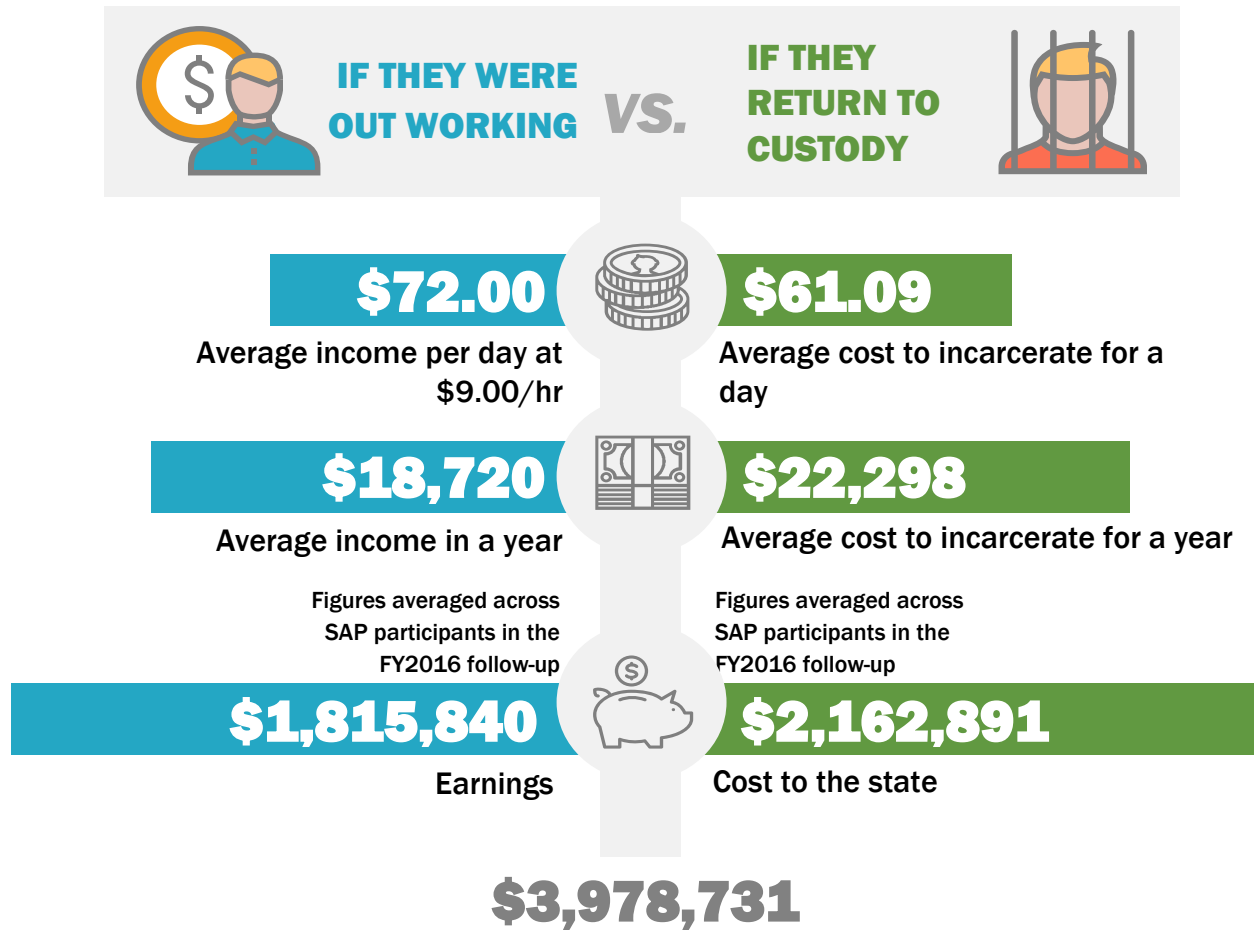 IF THEY WERE
OUT WORKING
VS.
IF THEY
RETURN TO
CUSTODY
$
$72.00
Average income per day at
$9.00/hr
$61.09
Average cost to incarcerate for a
day
$18,720
Average income in a year
$22,298
Average cost to incarcerate for a year
Figures averaged across
SAP participants in the
FY2016 follow-up
Figures averaged across
SAP participants in the
FY2016 follow-up
$
$1,815,840
Earnings
$2,162,891
Cost to the state
$3,978,731